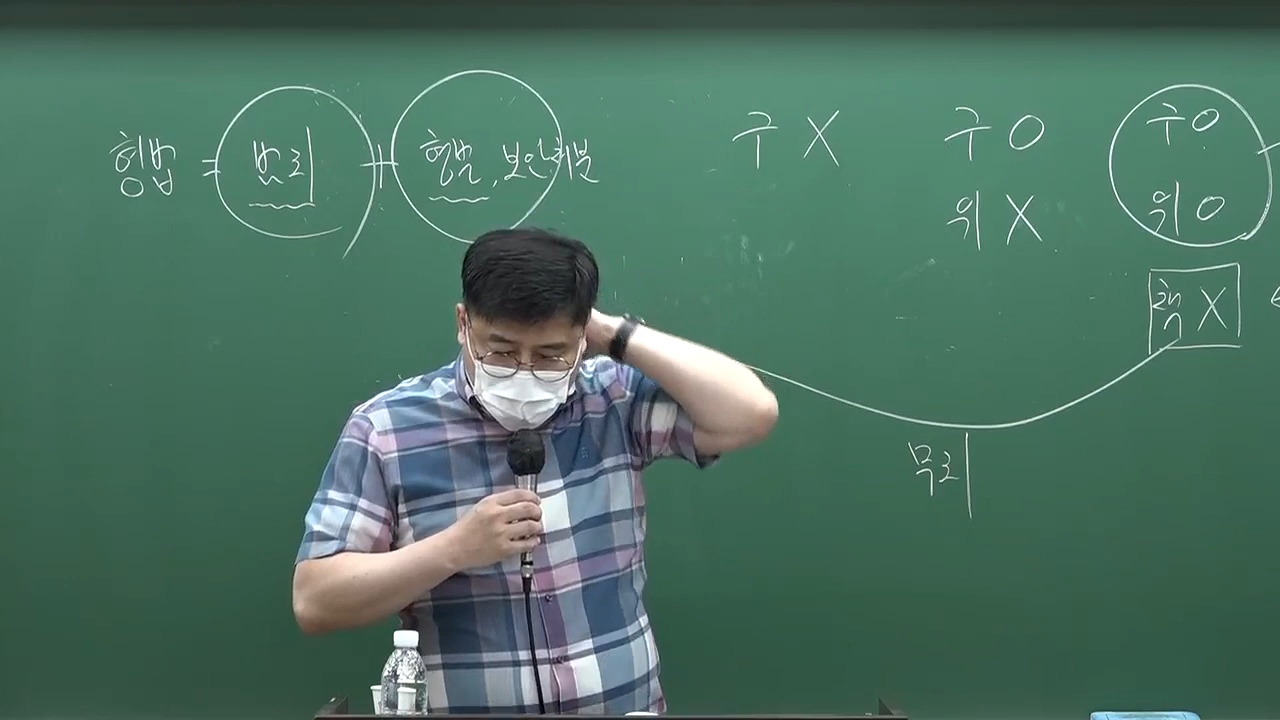 형법 = 범죄 + 형벌, 보안처분
구 X
구 O
위 X
구 O
위 O
책 X
무죄